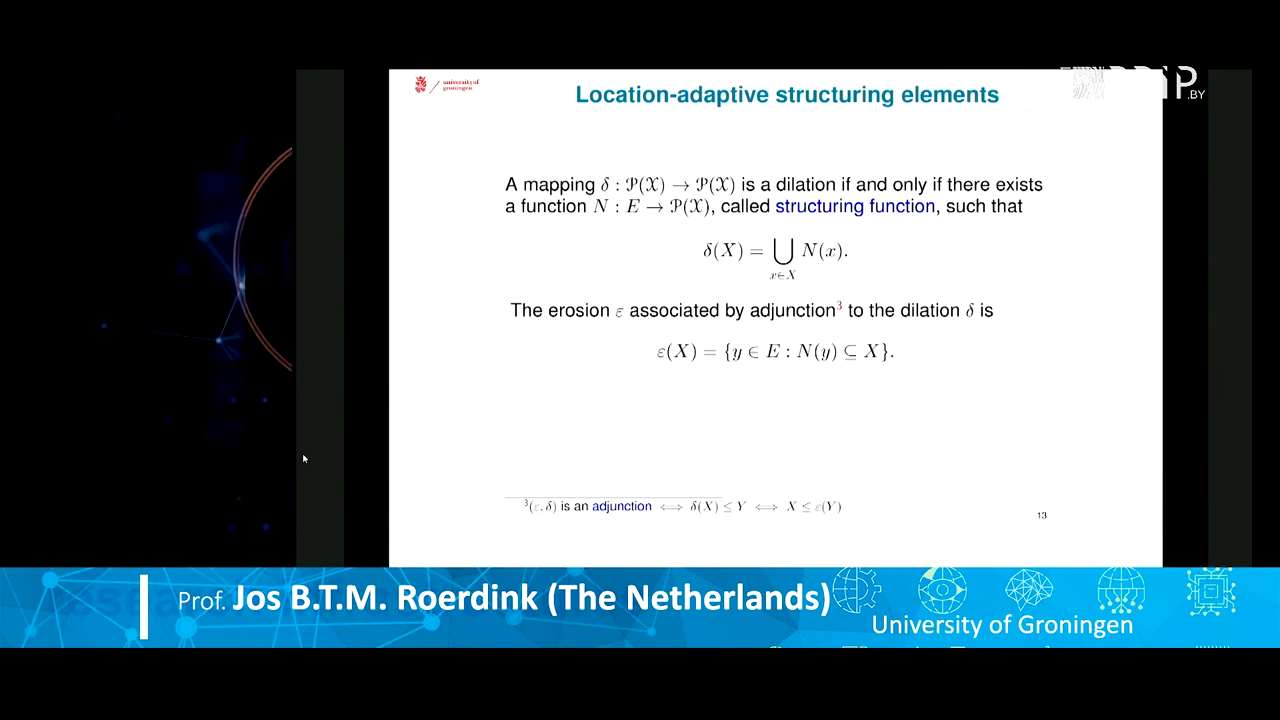 university of
groningen
Location-adaptive structuring elements
.BY
A mapping δ : 𝒫(𝒳) → 𝒫(𝒳) is a dilation if and only if there exists
a function N : E → 𝒫(𝒳), called structuring function, such that
δ(X) = ⋃ N(x).
x∈X
The erosion ε associated by adjunction³ to the dilation δ is
ε(X) = {y ∈ E : N(y) ⊆ X}.
³(ε, δ) is an adjunction ⟺ δ(X) ≤ Y ⟺ X ≤ ε(Y)
13
Prof. Jos B.T.M. Roerdink (The Netherlands)
University of Groningen